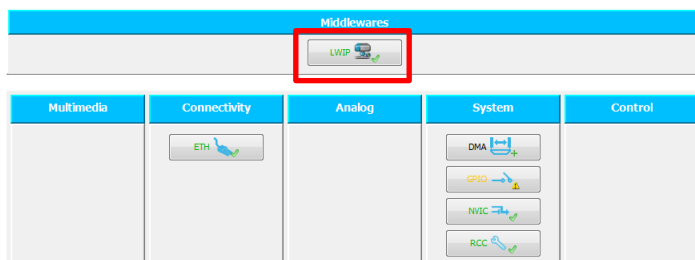 Middlewares
LWIP
Multimedia Connectivity Analog System Control
ETH DMA
GPIO
NVIC
RCC